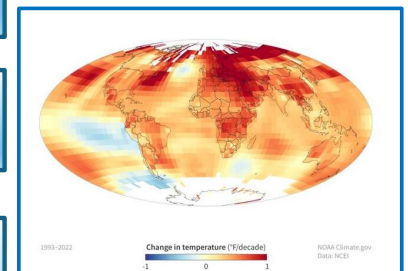 1993–2022
Change in temperature (°F/decade)
NOAA Climate.gov
Data: NCEI
-1 0 1